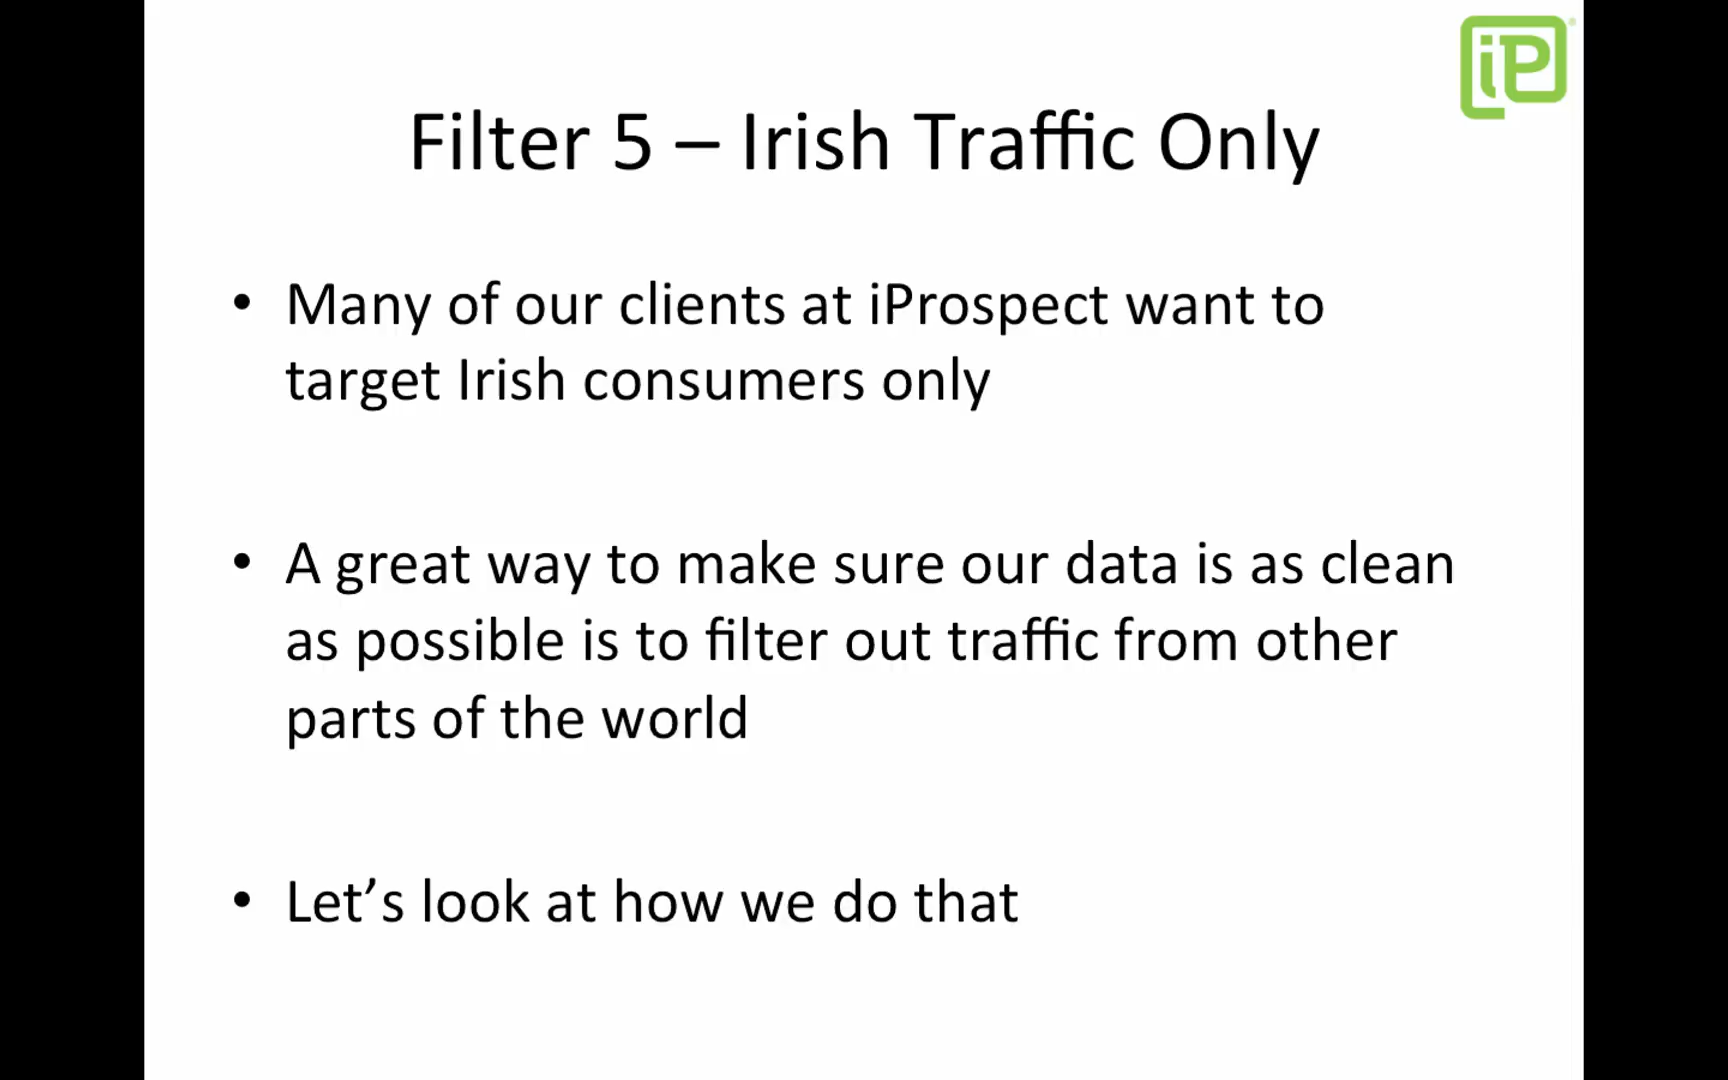 iP
Filter 5 – Irish Traffic Only
• Many of our clients at iProspect want to
target Irish consumers only
• A great way to make sure our data is as clean
as possible is to filter out traffic from other
parts of the world
• Let’s look at how we do that